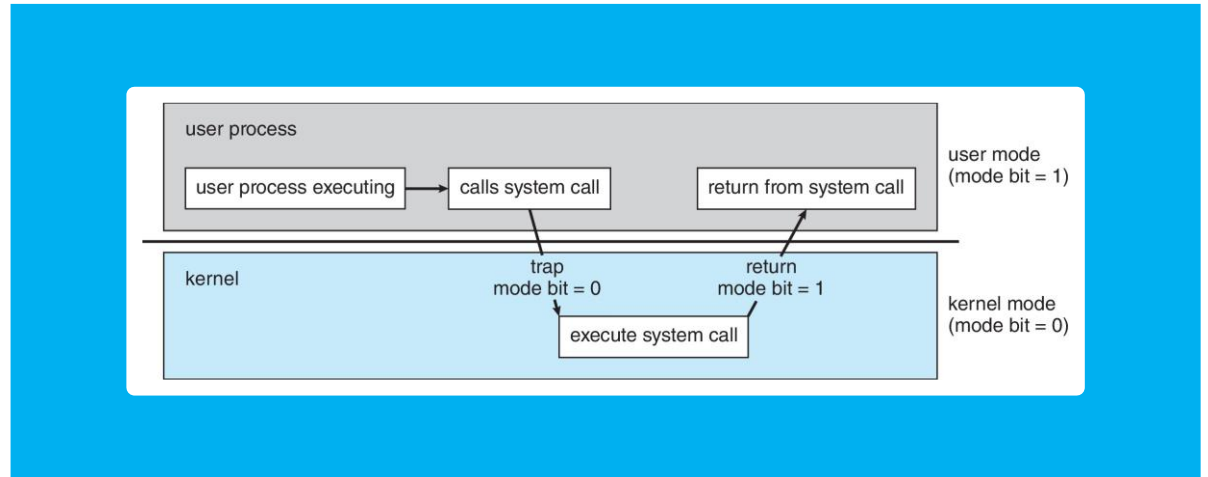 user process
user process executing
calls system call
return from system call
user mode
(mode bit = 1)
kernel
trap
mode bit = 0
return
mode bit = 1
execute system call
kernel mode
(mode bit = 0)